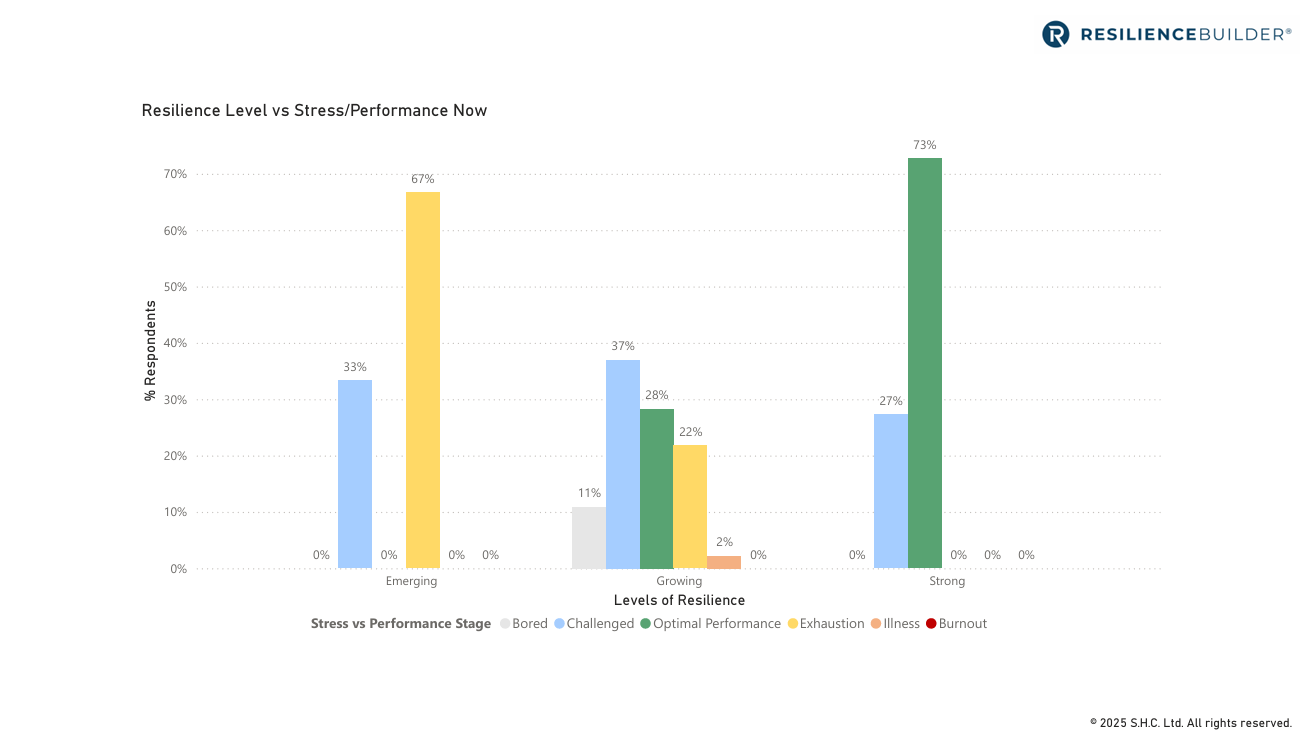 RESILIENCEBUILDER®
Resilience Level vs Stress/Performance Now
% Respondents
70%
60%
50%
40%
30%
20%
10%
0%
0%
33%
0%
67%
0%
0%
11%
37%
28%
22%
2%
0%
0%
27%
73%
0%
0%
0%
Emerging
Growing
Strong
Levels of Resilience
Stress vs Performance Stage Bored Challenged Optimal Performance Exhaustion Illness Burnout
© 2025 S.H.C. Ltd. All rights reserved.